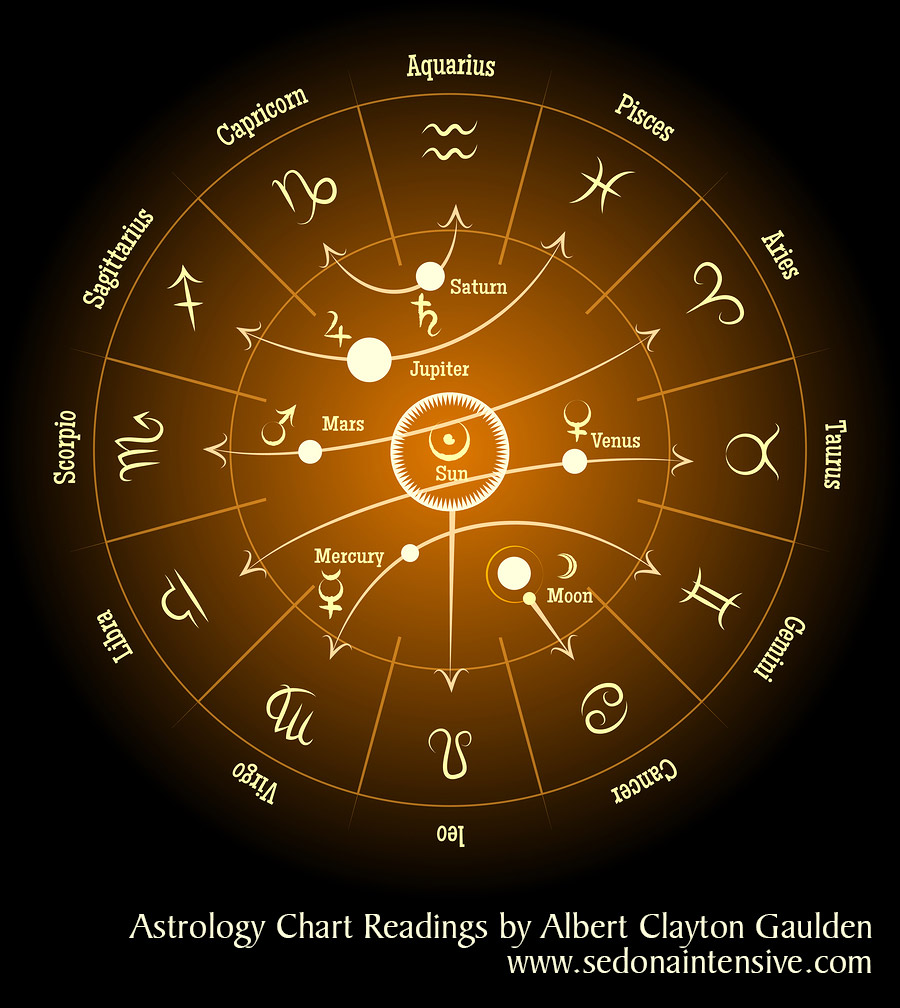 Aquarius
Pisces
Aries
Taurus
Gemini
Cancer
leo
Virgo
Libra
Scorpio
Sagittarius
Capricorn
Saturn
Jupiter
Mars
Venus
Sun
Mercury
Moon
Astrology Chart Readings by Albert Clayton Gaulden
www.sedonaintensive.com